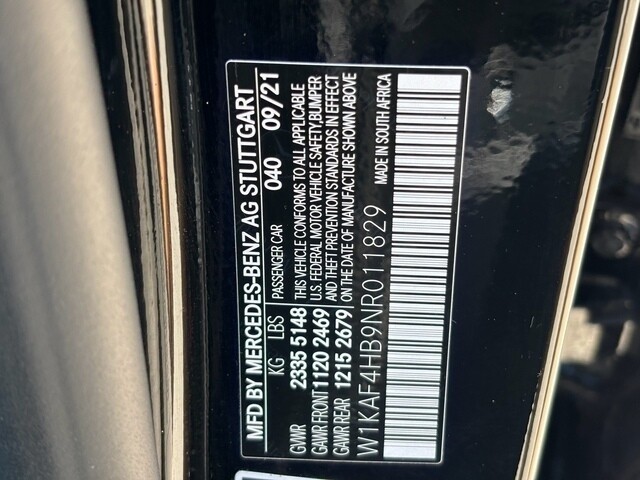 MFD BY MERCEDES-BENZ AG STUTTGART
KG LBS PASSENGER CAR 040 09/21
GVWR 2335 5148 THIS VEHICLE CONFORMS TO ALL APPLICABLE
GAWR FRONT 1120 2469 U.S. FEDERAL MOTOR VEHICLE SAFETY,BUMPER
GAWR REAR 1215 2679 AND THEFT PREVENTION STANDARDS IN EFFECT
ON THE DATE OF MANUFACTURE SHOWN ABOVE
W1KAF4HB9NR011829 MADE IN SOUTH AFRICA